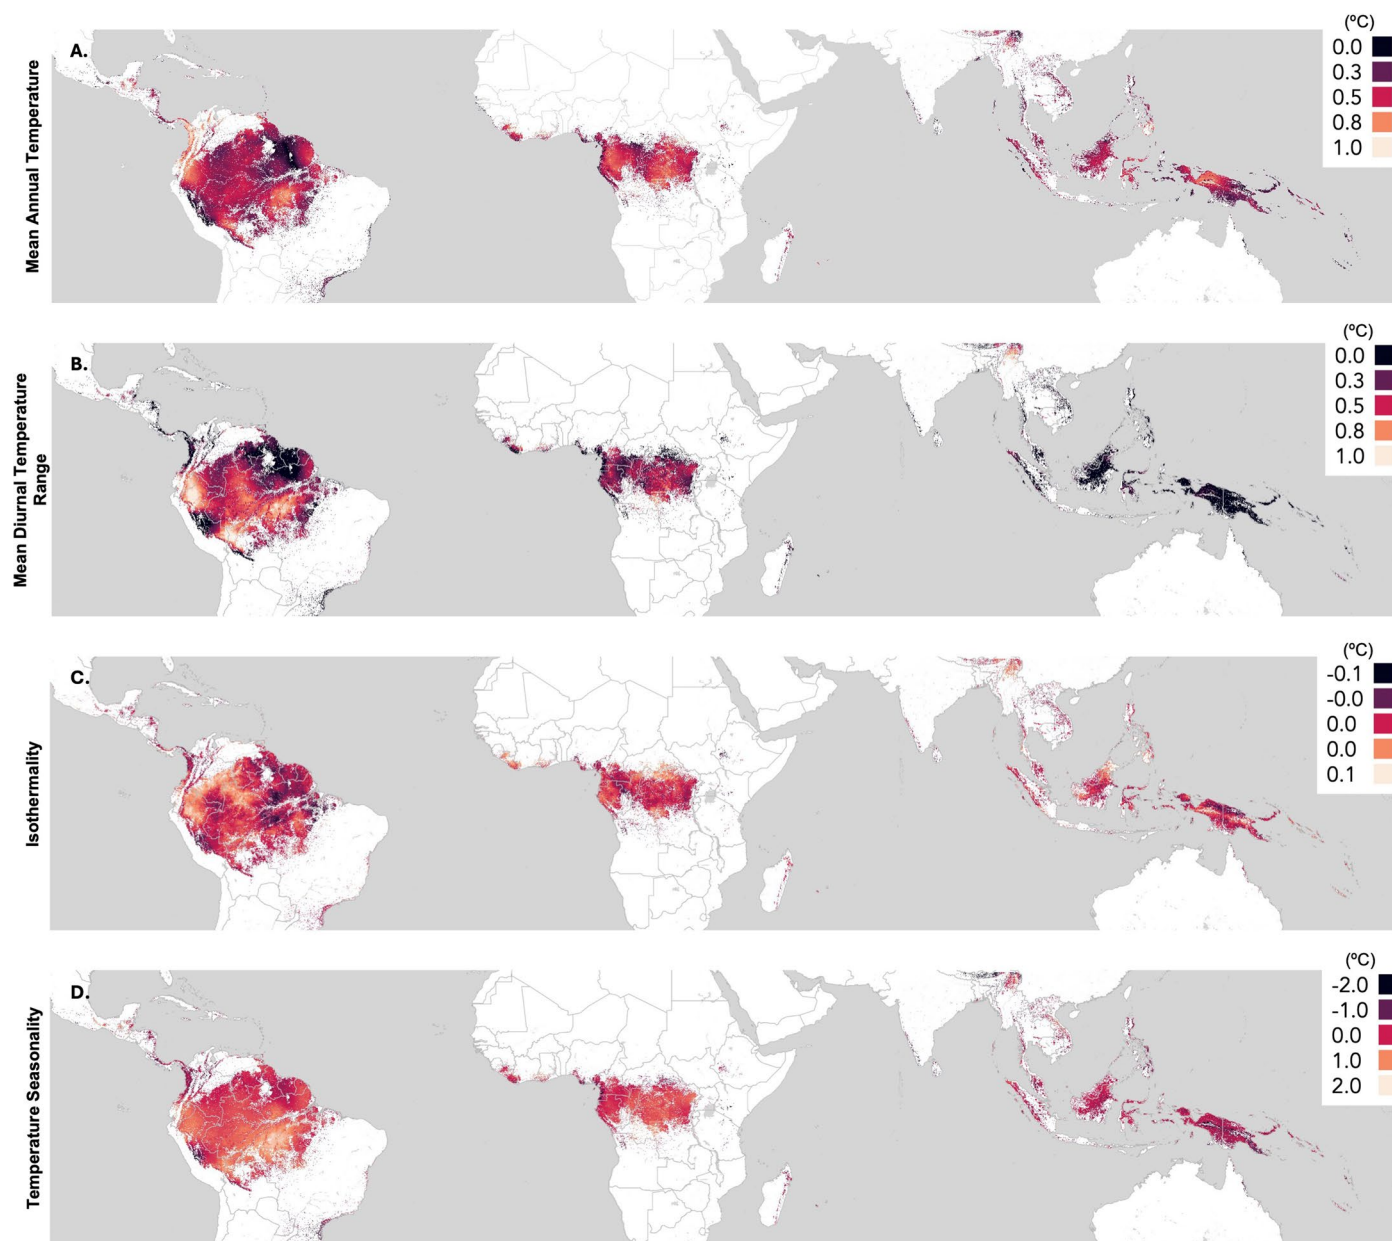 (ºC)
A.
0.0
0.3
0.5
0.8
1.0
Mean Annual Temperature
(ºC)
B.
0.0
0.3
0.5
0.8
1.0
Mean Diurnal Temperature
Range
(ºC)
C.
-0.1
-0.0
0.0
0.0
0.1
Isothermality
(ºC)
D.
-2.0
-1.0
0.0
1.0
2.0
Temperature Seasonality